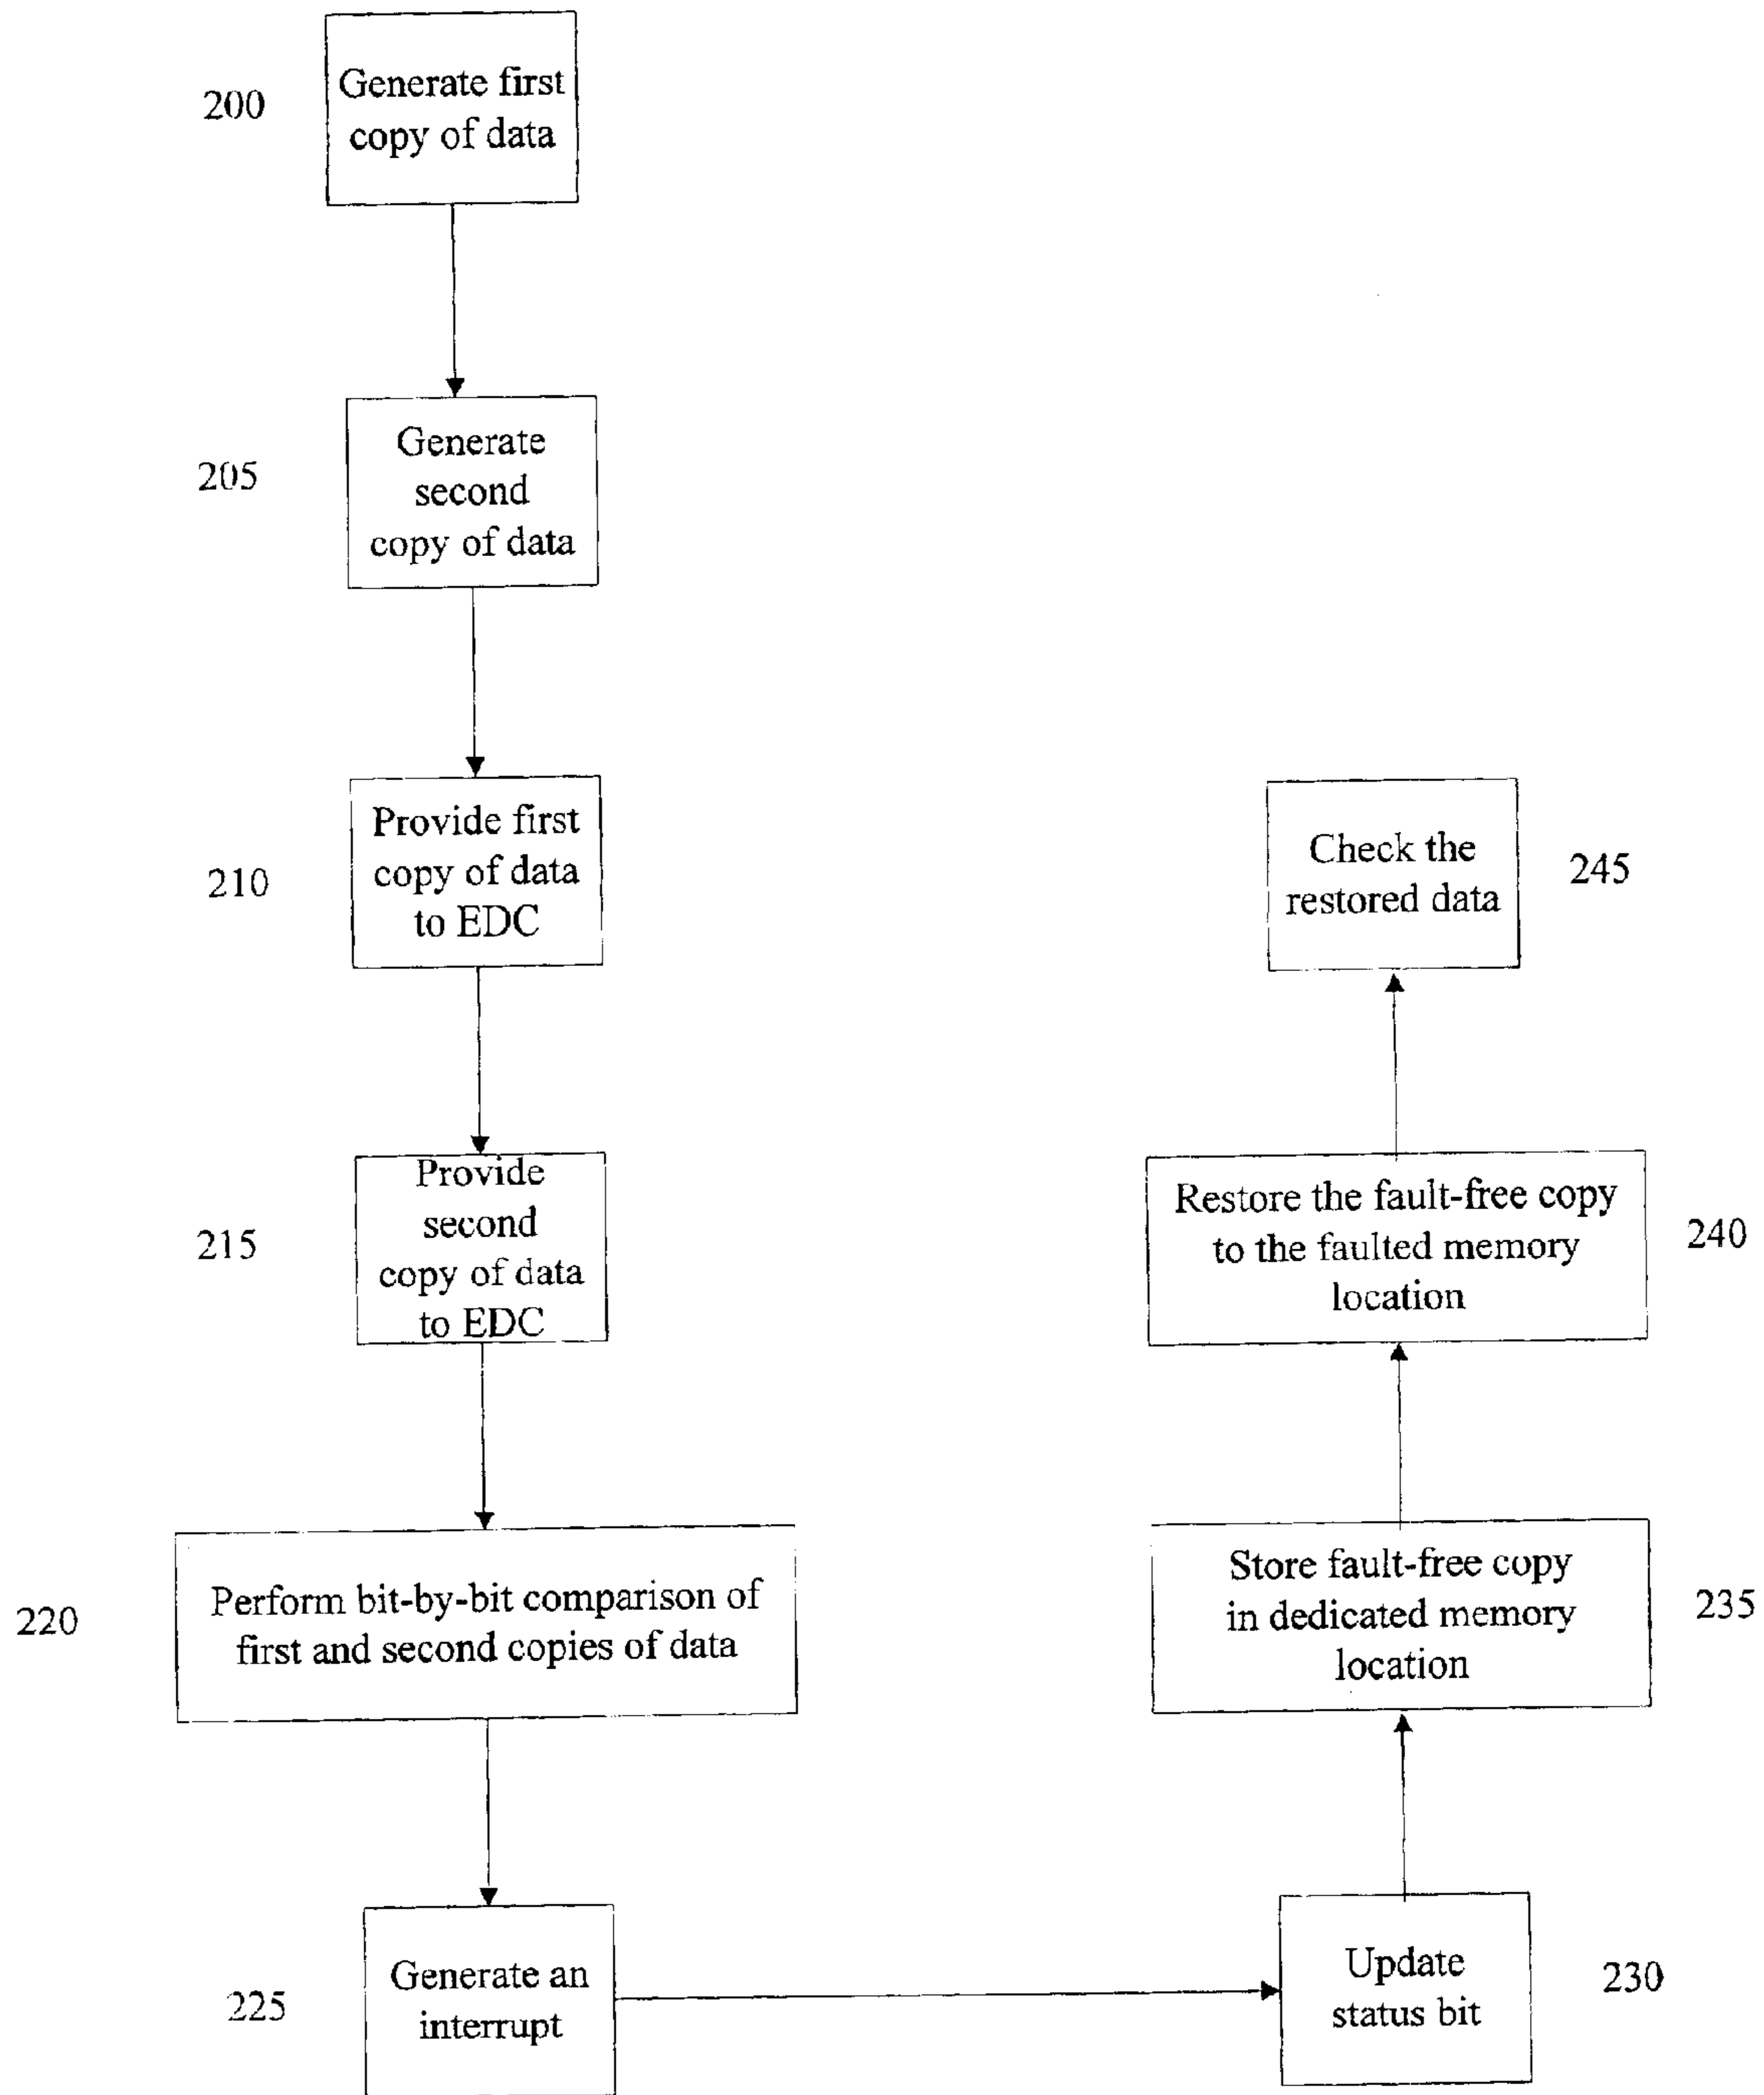 200
Generate first
copy of data
205
Generate
second
copy of data
210
Provide first
copy of data
to EDC
215
Provide
second
copy of data
to EDC
220
Perform bit-by-bit comparison of
first and second copies of data
225
Generate an
interrupt
Update
status bit
230
Store fault-free copy
in dedicated memory
location
235
Restore the fault-free copy
to the faulted memory
location
240
Check the
restored data
245